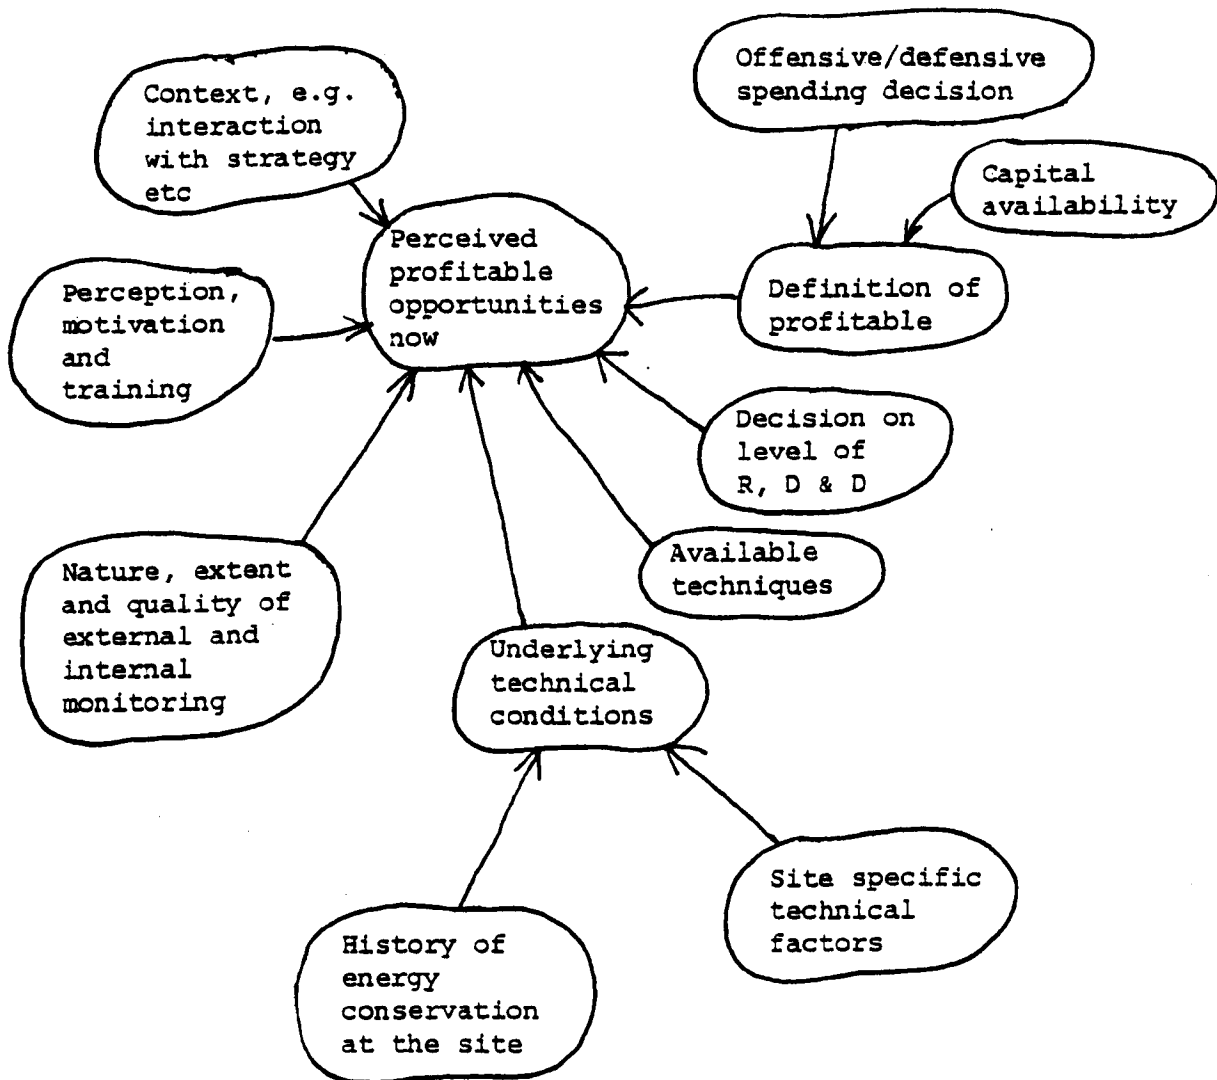 Offensive/defensive
spending decision
Context, e.g.
interaction
with strategy
etc
Capital
availability
Perceived
profitable
opportunities
now
Perception,
motivation
and
training
Definition of
profitable
Decision on
level of
R, D & D
Available
techniques
Nature, extent
and quality of
external and
internal
monitoring
Underlying
technical
conditions
Site specific
technical
factors
History of
energy
conservation
at the site